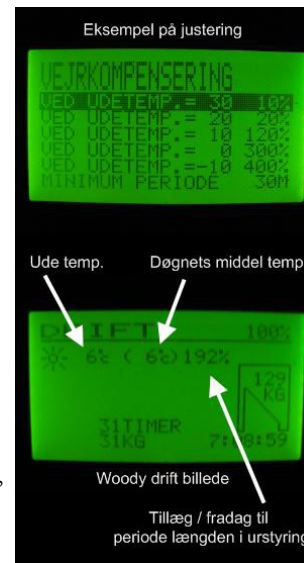 Eksempel på justering
VEJRKOMPENSERING
VED UDETEMP.= 30 10%
VED UDETEMP.= 20 20%
VED UDETEMP.= 10 120%
VED UDETEMP.= 0 300%
VED UDETEMP.=-10 400%
MINIMUM PERIODE 30M
Ude temp.
Døgnets middel temp
DRIFT 100%
6℃ ( 6℃) 192%
129
KG
31TIMER
31KG
Woody drift billede
Tillæg / fradag til
periode længden i urstyring